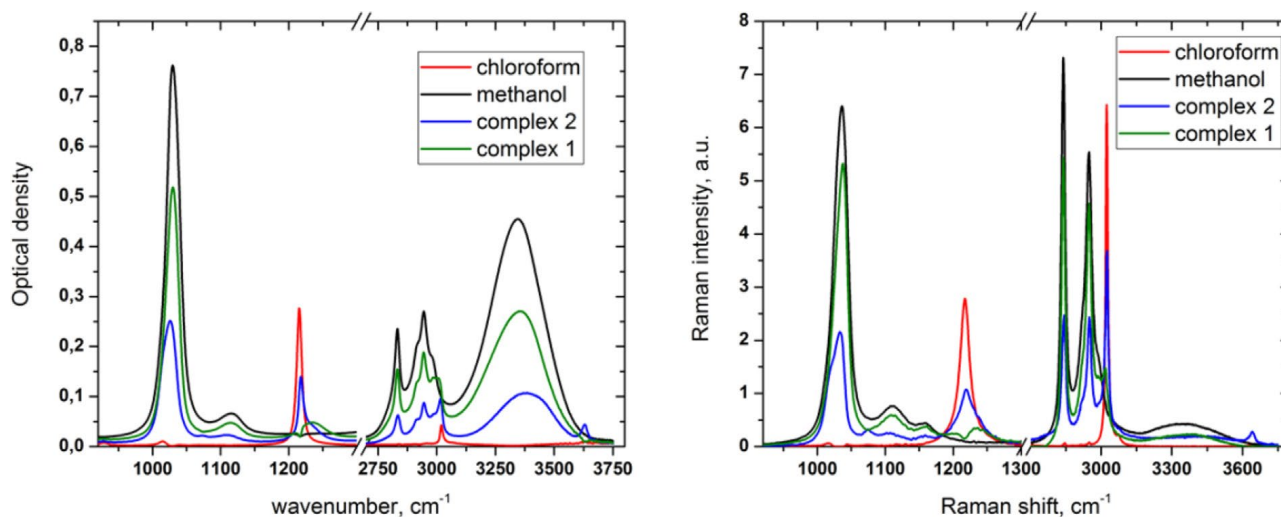 0,8
0,7
0,6
0,5
0,4
0,3
0,2
0,1
0,0
Optical density
chloroform
methanol
complex 2
complex 1
1000 1100 1200 2750 3000 3250 3500 3750
wavenumber, cm-1
8
7
6
5
4
3
2
1
0
Raman intensity, a.u.
chloroform
methanol
complex 2
complex 1
1000 1100 1200 1300 3000 3300 3600
Raman shift, cm-1